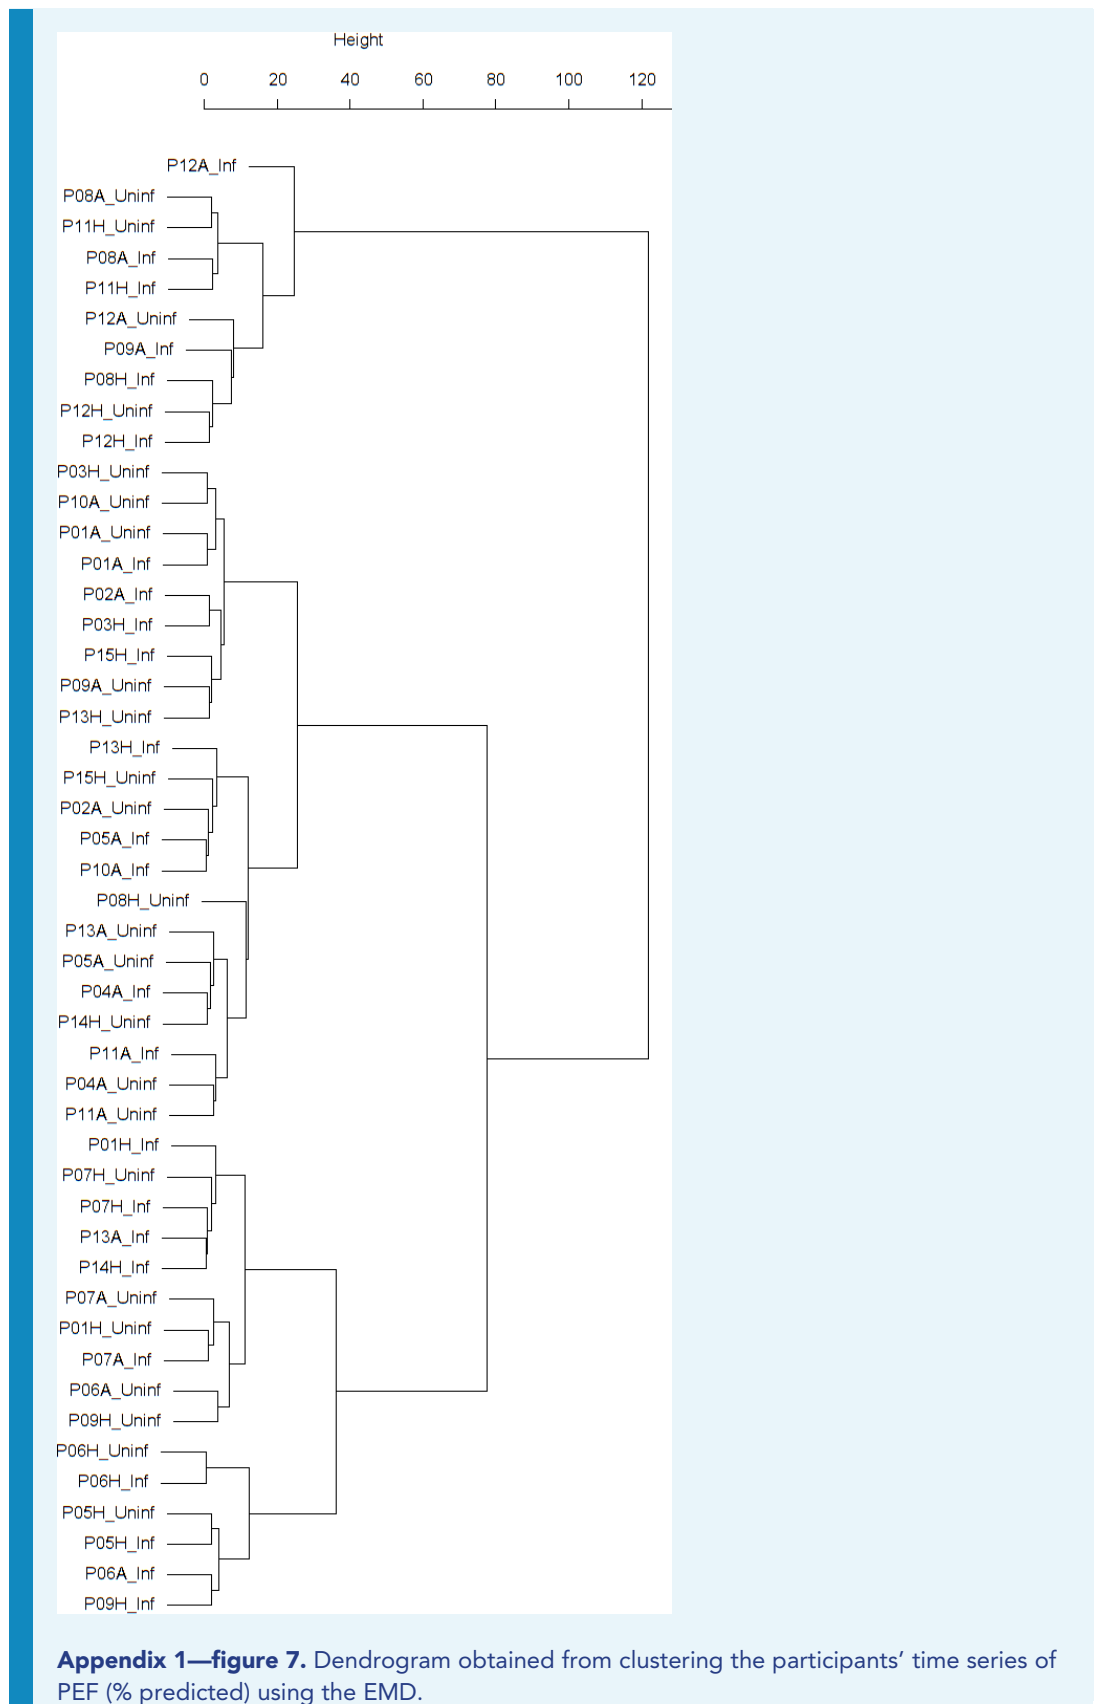 Height
0 20 40 60 80 100 120
P12A_Inf
P08A_Uninf
P11H_Uninf
P08A_Inf
P11H_Inf
P12A_Uninf
P09A_Inf
P08H_Inf
P12H_Uninf
P12H_Inf
P03H_Uninf
P10A_Uninf
P01A_Uninf
P01A_Inf
P02A_Inf
P03H_Inf
P15H_Inf
P09A_Uninf
P13H_Uninf
P13H_Inf
P15H_Uninf
P02A_Uninf
P05A_Inf
P10A_Inf
P08H_Uninf
P13A_Uninf
P05A_Uninf
P04A_Inf
P14H_Uninf
P11A_Inf
P04A_Uninf
P11A_Uninf
P01H_Inf
P07H_Uninf
P07H_Inf
P13A_Inf
P14H_Inf
P07A_Uninf
P01H_Uninf
P07A_Inf
P06A_Uninf
P09H_Uninf
P06H_Uninf
P06H_Inf
P05H_Uninf
P05H_Inf
P06A_Inf
P09H_Inf
Appendix 1—figure 7. Dendrogram obtained from clustering the participants’ time series of
PEF (% predicted) using the EMD.